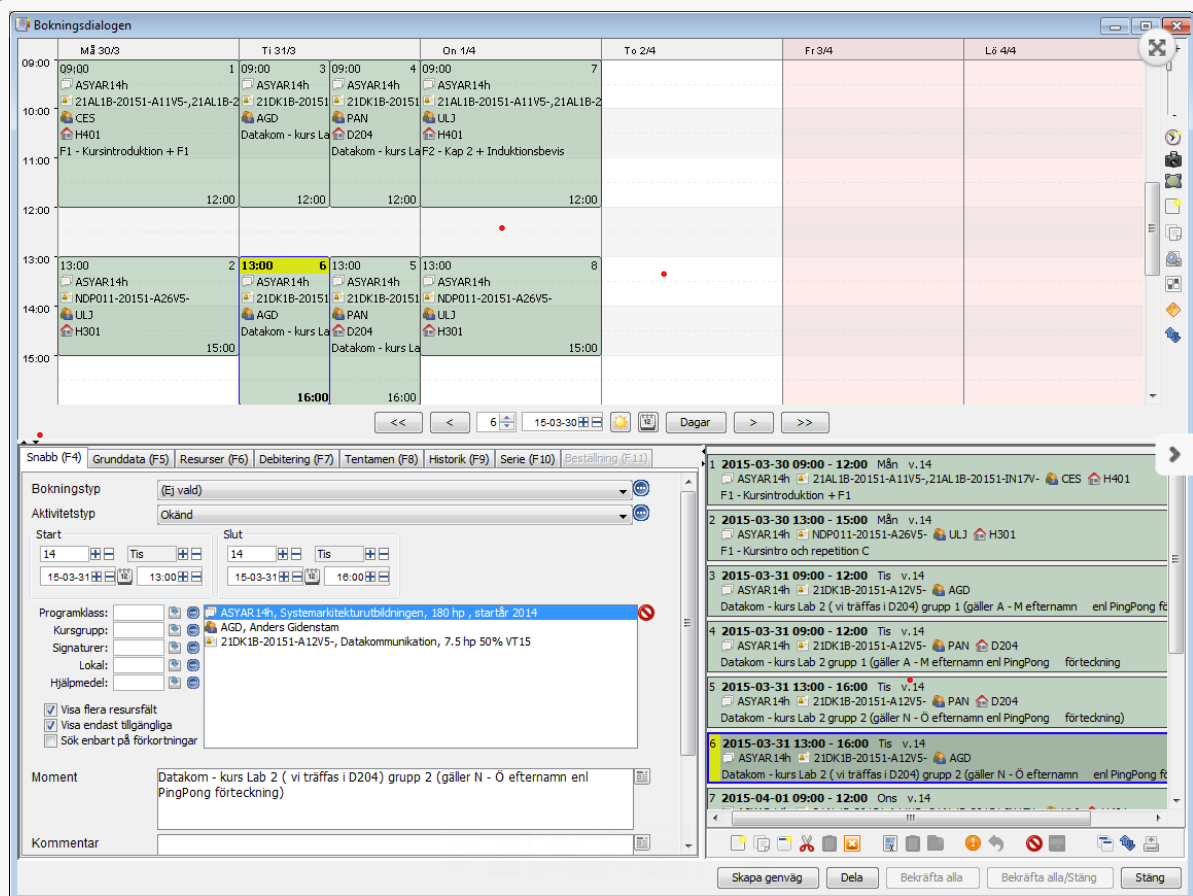 Bokningsdialogen
Må 30/3 Ti 31/3 On 1/4 To 2/4 Fr 3/4 Lö 4/4
09:00
10:00
11:00
12:00
13:00
14:00
15:00
09:00 1
ASYAR14h
21AL1B-20151-A11V5-,21AL1B-2
CES
H401
F1 - Kursintroduktion + F1
12:00
09:00 3
ASYAR14h
21DK1B-20151
AGD
Datakom - kurs La
12:00
09:00 4
ASYAR14h
21DK1B-20151
PAN
D204
Datakom - kurs La
12:00
09:00 7
ASYAR14h
21AL1B-20151-A11V5-,21AL1B-2
ULJ
H401
F2 - Kap 2 + Induktionsbevis
12:00
13:00 2
ASYAR14h
NDP011-20151-A26V5-
ULJ
H301
15:00
13:00 6
ASYAR14h
21DK1B-20151
AGD
Datakom - kurs La
16:00
13:00 5
ASYAR14h
21DK1B-20151
PAN
D204
Datakom - kurs La
16:00
13:00 8
ASYAR14h
NDP011-20151-A26V5-
ULJ
H301
15:00
<< < 6 15-03-30 12 Dagar > >>
Snabb (F4) Grunddata (F5) Resurser (F6) Debitering (F7) Tentamen (F8) Historik (F9) Serie (F10) Beställning (F11)
Bokningstyp (Ej vald)
Aktivitetstyp Okänd
Start Slut
14 Tis 14 Tis
15-03-31 12 13:00 15-03-31 12 16:00
Programklass:
Kursgrupp:
Signaturer:
Lokal:
Hjälpmedel:
ASYAR14h, Systemarkitekturutbildningen, 180 hp , startår 2014
AGD, Anders Gidenstam
21DK1B-20151-A12V5-, Datakommunikation, 7.5 hp 50% VT15
Visa flera resursfält
Visa endast tillgängliga
Sök enbart på förkortningar
Moment
Datakom - kurs Lab 2 ( vi träffas i D204) grupp 2 (gäller N - Ö efternamn enl
PingPong förteckning)
Kommentar
1 2015-03-30 09:00 - 12:00 Mån v.14
ASYAR14h 21AL1B-20151-A11V5-,21AL1B-20151-IN17V- CES H401
F1 - Kursintroduktion + F1
2 2015-03-30 13:00 - 15:00 Mån v.14
ASYAR14h NDP011-20151-A26V5- ULJ H301
F1 - Kursintro och repetition C
3 2015-03-31 09:00 - 12:00 Tis v.14
ASYAR14h 21DK1B-20151-A12V5- AGD
Datakom - kurs Lab 2 ( vi träffas i D204) grupp 1 (gäller A - M efternamn enl PingPong fö
4 2015-03-31 09:00 - 12:00 Tis v.14
ASYAR14h 21DK1B-20151-A12V5- PAN D204
Datakom - kurs Lab 2 grupp 1 (gäller A - M efternamn enl PingPong förteckning
5 2015-03-31 13:00 - 16:00 Tis v.14
ASYAR14h 21DK1B-20151-A12V5- PAN D204
Datakom - kurs Lab 2 grupp 2 (gäller N - Ö efternamn enl PingPong förteckning)
6 2015-03-31 13:00 - 16:00 Tis v.14
ASYAR14h 21DK1B-20151-A12V5- AGD
Datakom - kurs Lab 2 ( vi träffas i D204) grupp 2 (gäller N - Ö efternamn enl PingPong fö
7 2015-04-01 09:00 - 12:00 Ons v.14
Skapa genväg Dela Bekräfta alla Bekräfta alla/Stäng Stäng